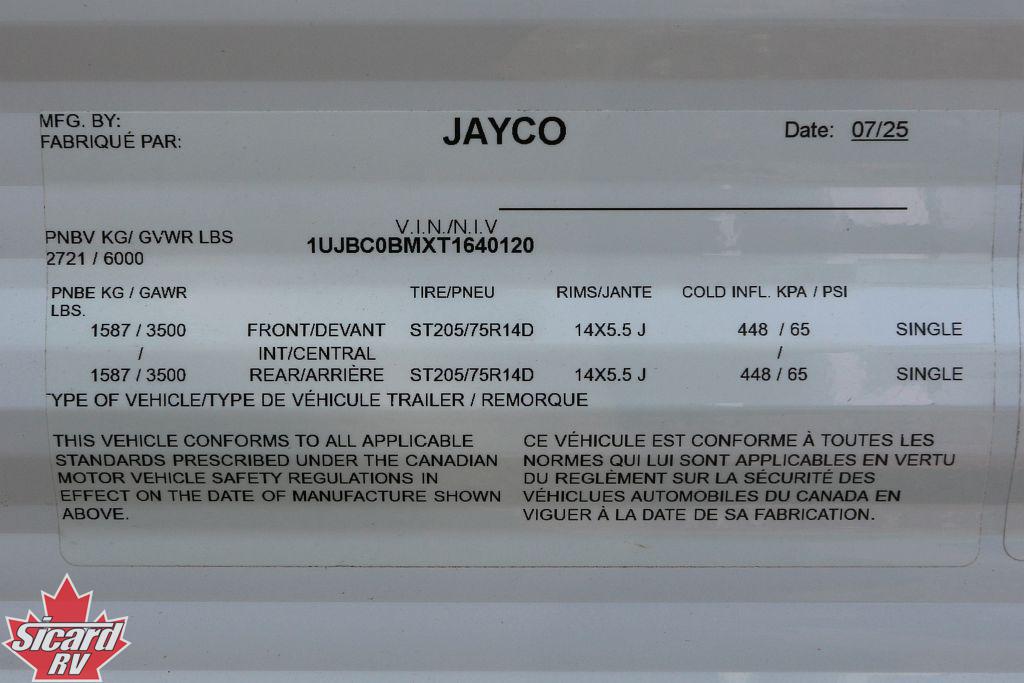 MFG. BY:
FABRIQUÉ PAR:
JAYCO
Date: 07/25
V.I.N./N.I.V
1UJBC0BMXT1640120
PNBV KG/ GVWR LBS
2721 / 6000
PNBE KG / GAWR LBS. TIRE/PNEU RIMS/JANTE COLD INFL. KPA / PSI
1587 / 3500 FRONT/DEVANT ST205/75R14D 14X5.5 J 448 / 65 SINGLE
/ INT/CENTRAL /
1587 / 3500 REAR/ARRIÈRE ST205/75R14D 14X5.5 J 448 / 65 SINGLE
YPE OF VEHICLE/TYPE DE VÉHICULE TRAILER / REMORQUE
THIS VEHICLE CONFORMS TO ALL APPLICABLE
STANDARDS PRESCRIBED UNDER THE CANADIAN
MOTOR VEHICLE SAFETY REGULATIONS IN
EFFECT ON THE DATE OF MANUFACTURE SHOWN
ABOVE.
CE VÉHICULE EST CONFORME À TOUTES LES
NORMES QUI LUI SONT APPLICABLES EN VERTU
DU REGLÈMENT SUR LA SÉCURITÉ DES
VÉHICLUES AUTOMOBILES DU CANADA EN
VIGUER À LA DATE DE SA FABRICATION.
Sicard
RV